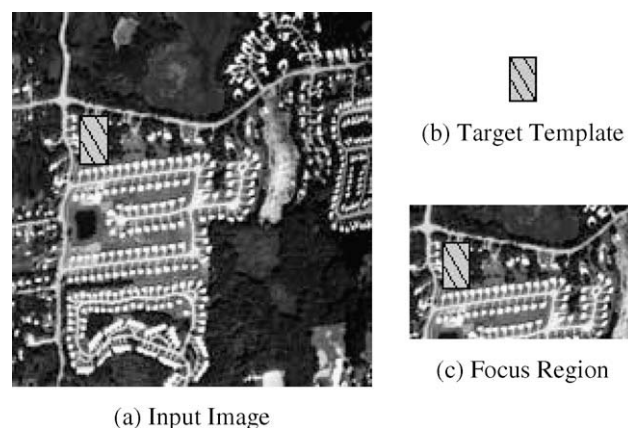 (b) Target Template
(c) Focus Region
(a) Input Image